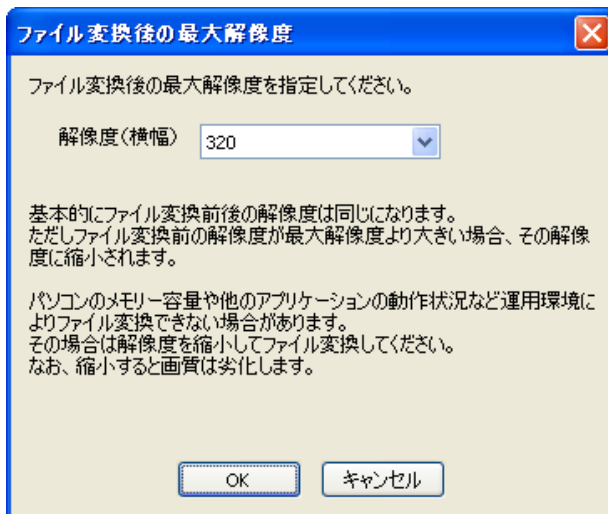 ファイル変換後の最大解像度
ファイル変換後の最大解像度を指定してください。
解像度(横幅) 320
基本的にファイル変換前後の解像度は同じになります。
ただしファイル変換前の解像度が最大解像度より大きい場合、その解像
度に縮小されます。
パソコンのメモリー容量や他のアプリケーションの動作状況など運用環境に
よりファイル変換できない場合があります。
その場合は解像度を縮小してファイル変換してください。
なお、縮小すると画質は劣化します。
OK キャンセル